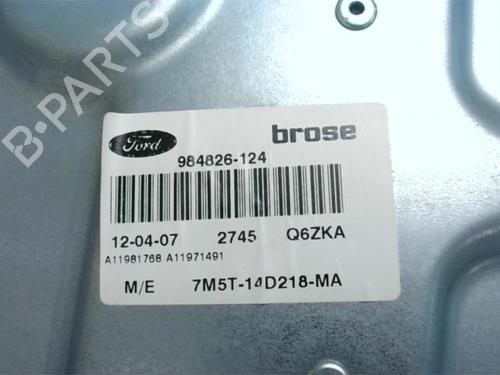 Ford
brose
984826-124
12-04-07 2745 Q6ZKA
A11981768 A11971491
M/E 7M5T-14D218-MA
B-PARTS